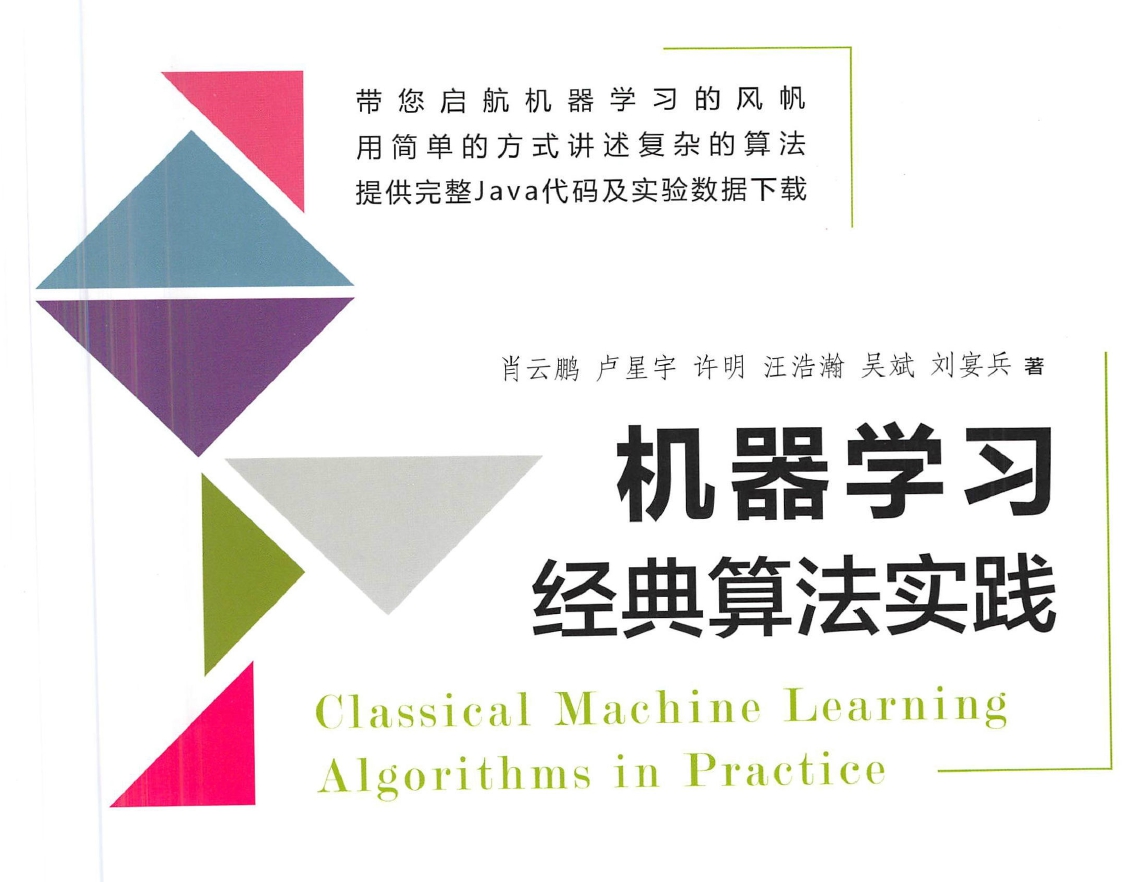 带您启航机器学习的风帆
用简单的方式讲述复杂的算法
提供完整Java代码及实验数据下载
肖云鹏 卢星宇 许明 汪浩瀚 吴斌 刘宴兵 著
机器学习
经典算法实践
Classical Machine Learning
Algorithms in Practice